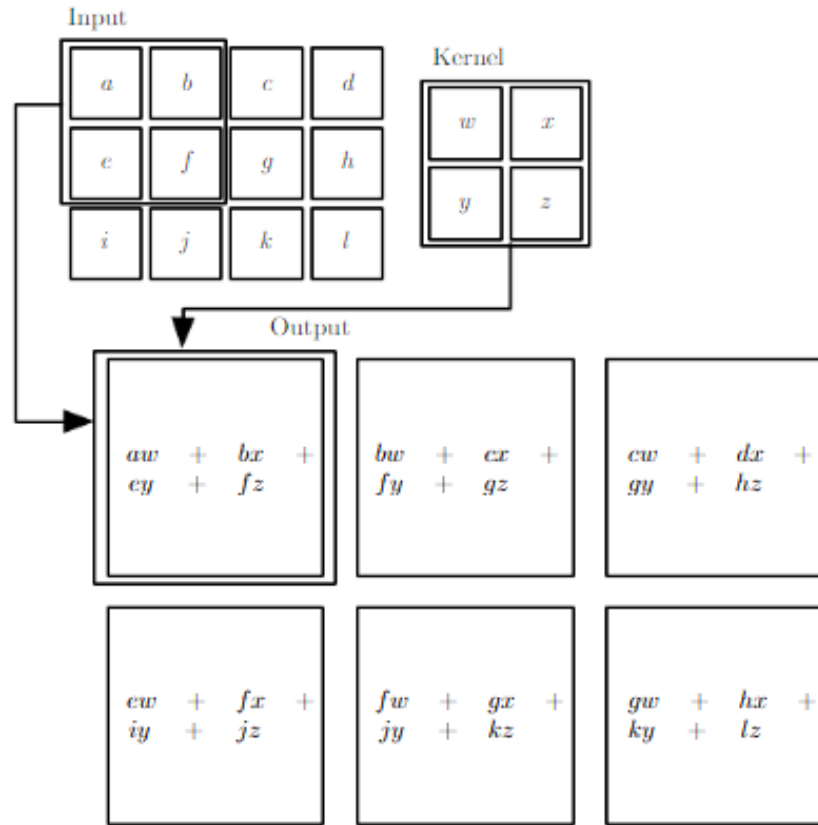 Input
Kernel
a b c d
w x
e f g h
y z
i j k l
Output
aw + bx +
ey + fz
bw + cx +
fy + gz
cw + dx +
gy + hz
ew + fx +
iy + jz
fw + gx +
jy + kz
gw + hx +
ky + lz